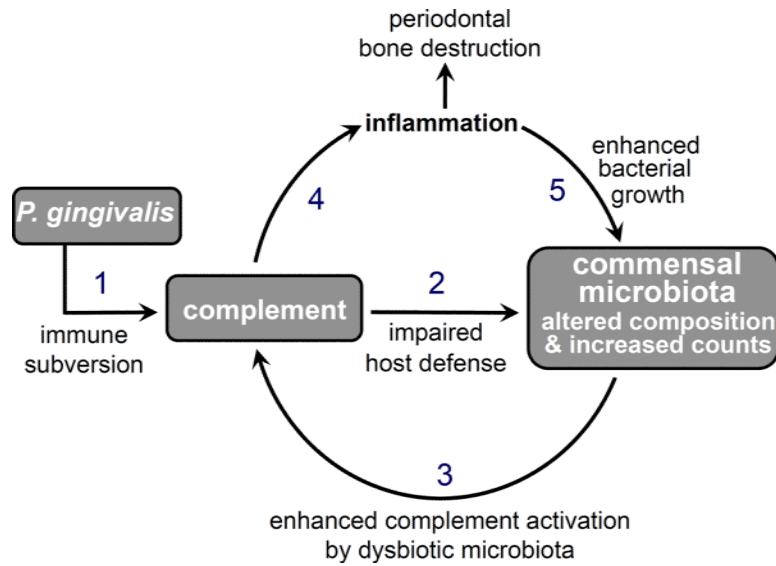 periodontal
bone destruction
inflammation
enhanced
bacterial
growth
4
5
P. gingivalis
1
immune
subversion
complement
2
impaired
host defense
commensal
microbiota
altered composition
& increased counts
3
enhanced complement activation
by dysbiotic microbiota